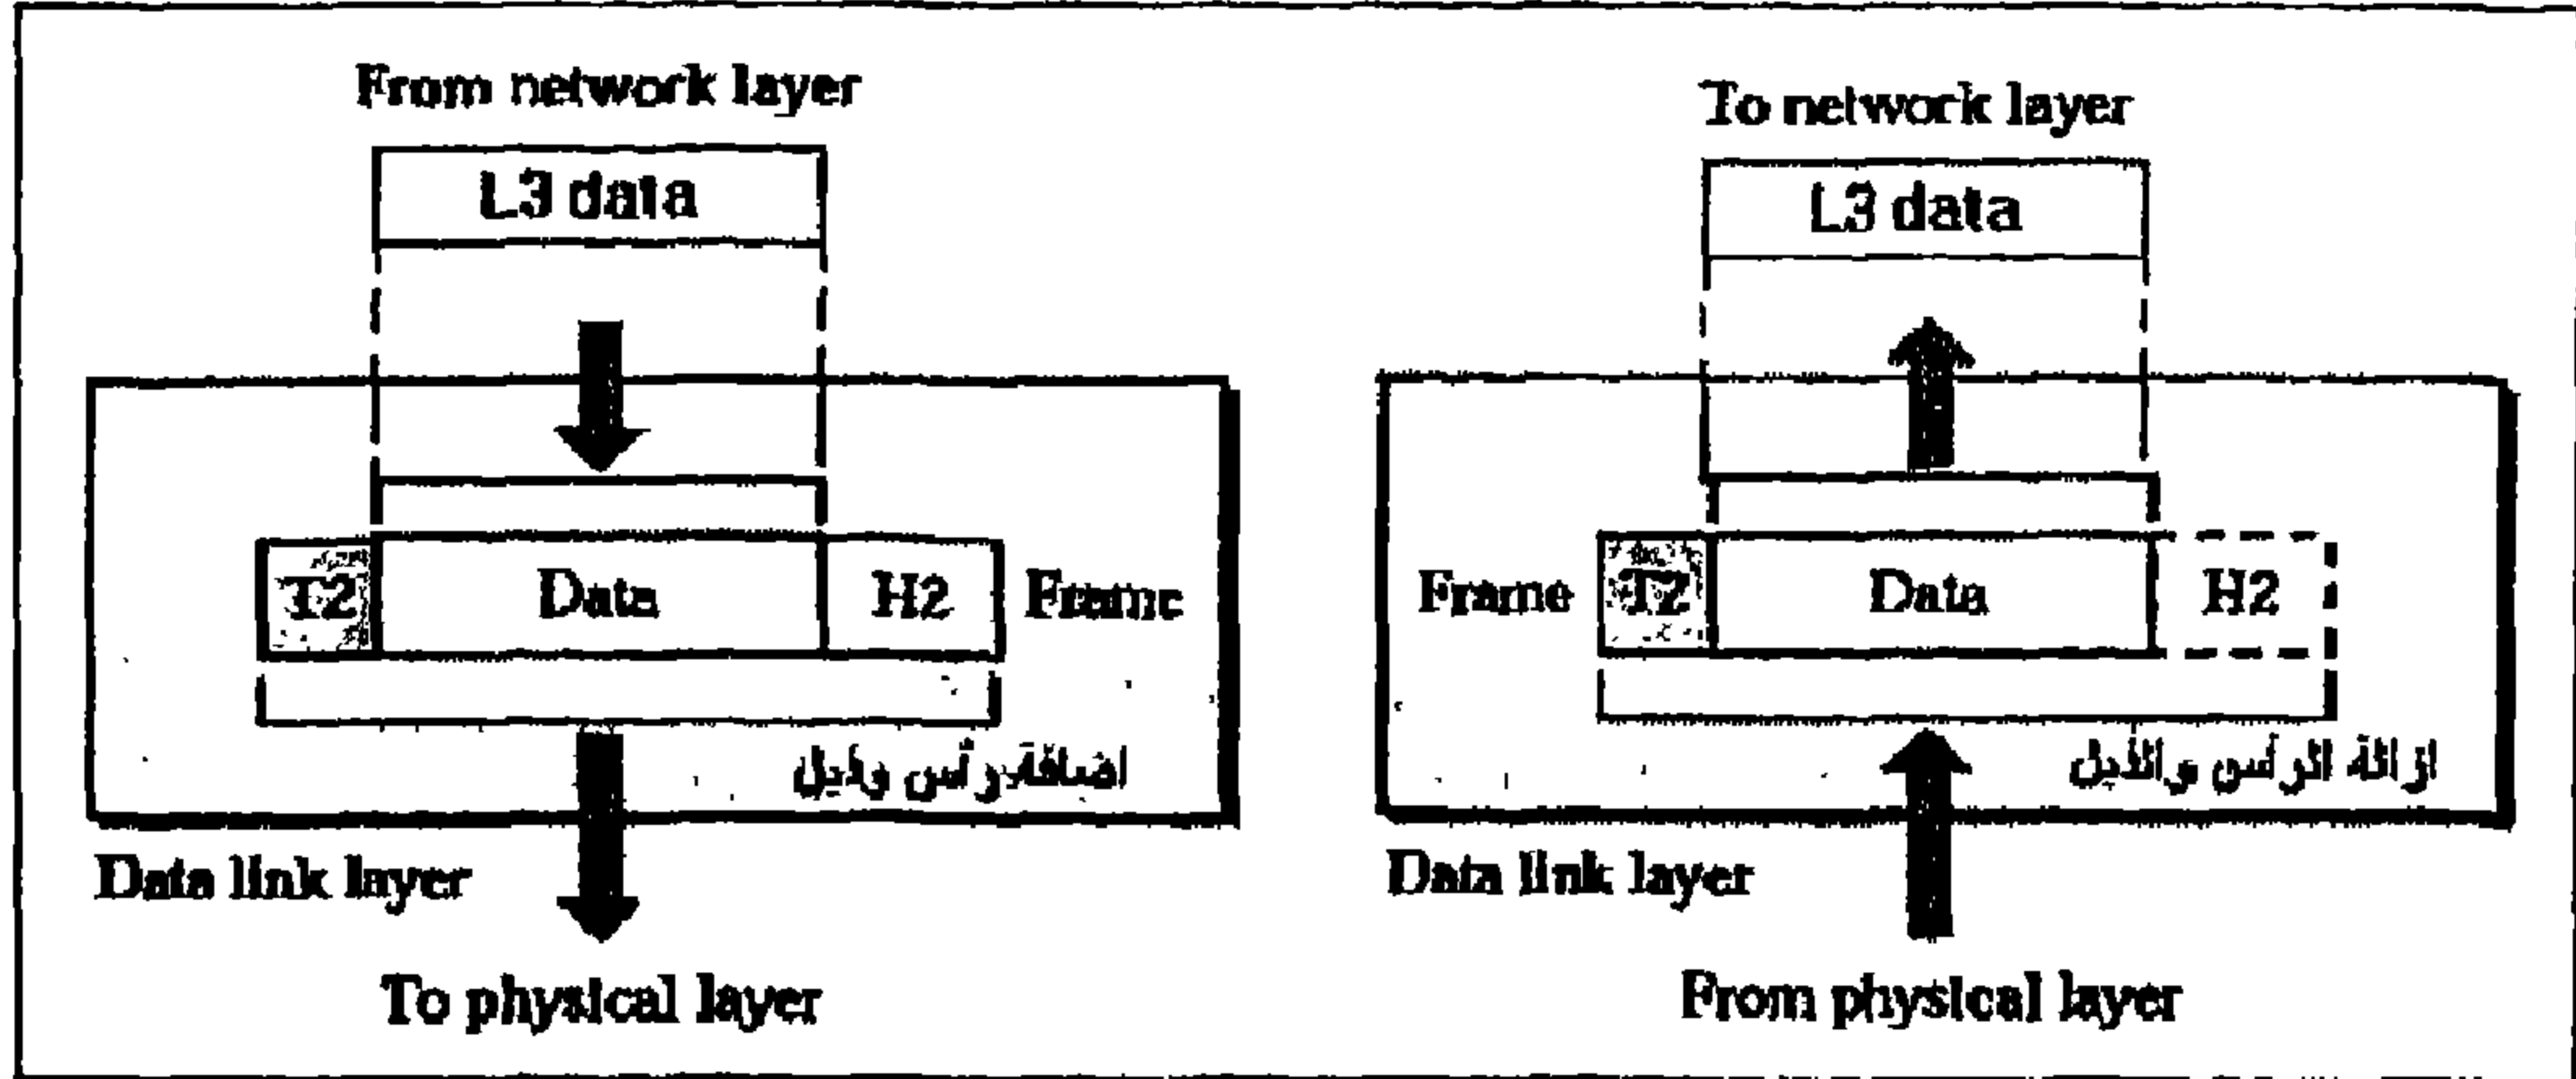 From network layer
L3 data
T2 Data H2 Frame
اضافة رأس وذيل
Data link layer
To physical layer
To network layer
L3 data
Frame T2 Data H2
ازالة الرأس والذيل
Data link layer
From physical layer